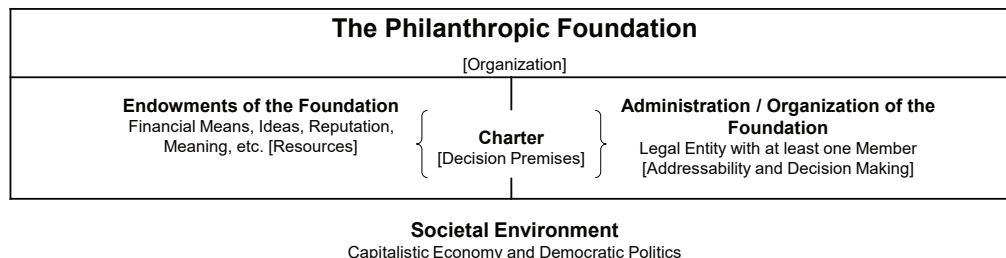 The Philanthropic Foundation
[Organization]
Endowments of the Foundation
Financial Means, Ideas, Reputation,
Meaning, etc. [Resources]
Charter
[Decision Premises]
Administration / Organization of the
Foundation
Legal Entity with at least one Member
[Addressability and Decision Making]
Societal Environment
Capitalistic Economy and Democratic Politics